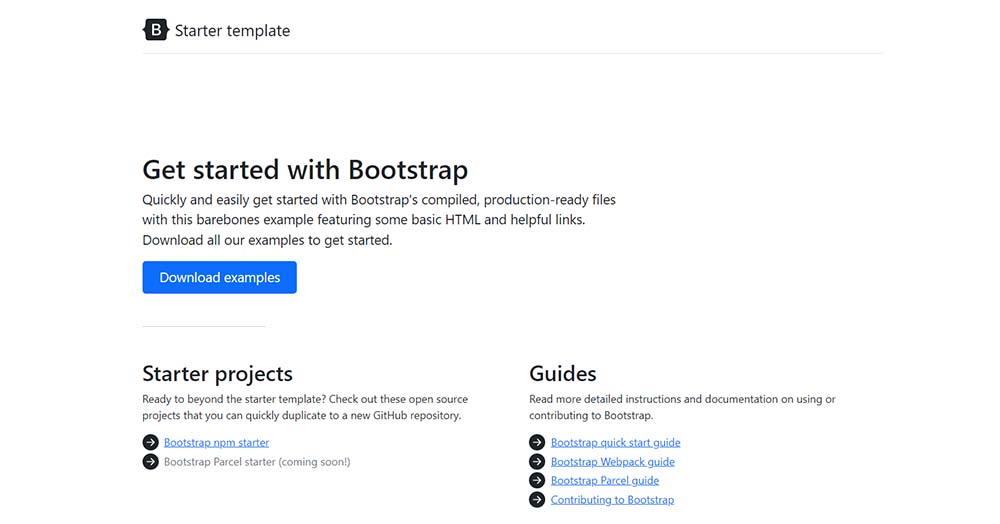 B Starter template
Get started with Bootstrap
Quickly and easily get started with Bootstrap's compiled, production-ready files
with this barebones example featuring some basic HTML and helpful links.
Download all our examples to get started.
Download examples
Starter projects
Ready to beyond the starter template? Check out these open source
projects that you can quickly duplicate to a new GitHub repository.
Bootstrap npm starter
Bootstrap Parcel starter (coming soon!)
Guides
Read more detailed instructions and documentation on using or
contributing to Bootstrap.
Bootstrap quick start guide
Bootstrap Webpack guide
Bootstrap Parcel guide
Contributing to Bootstrap